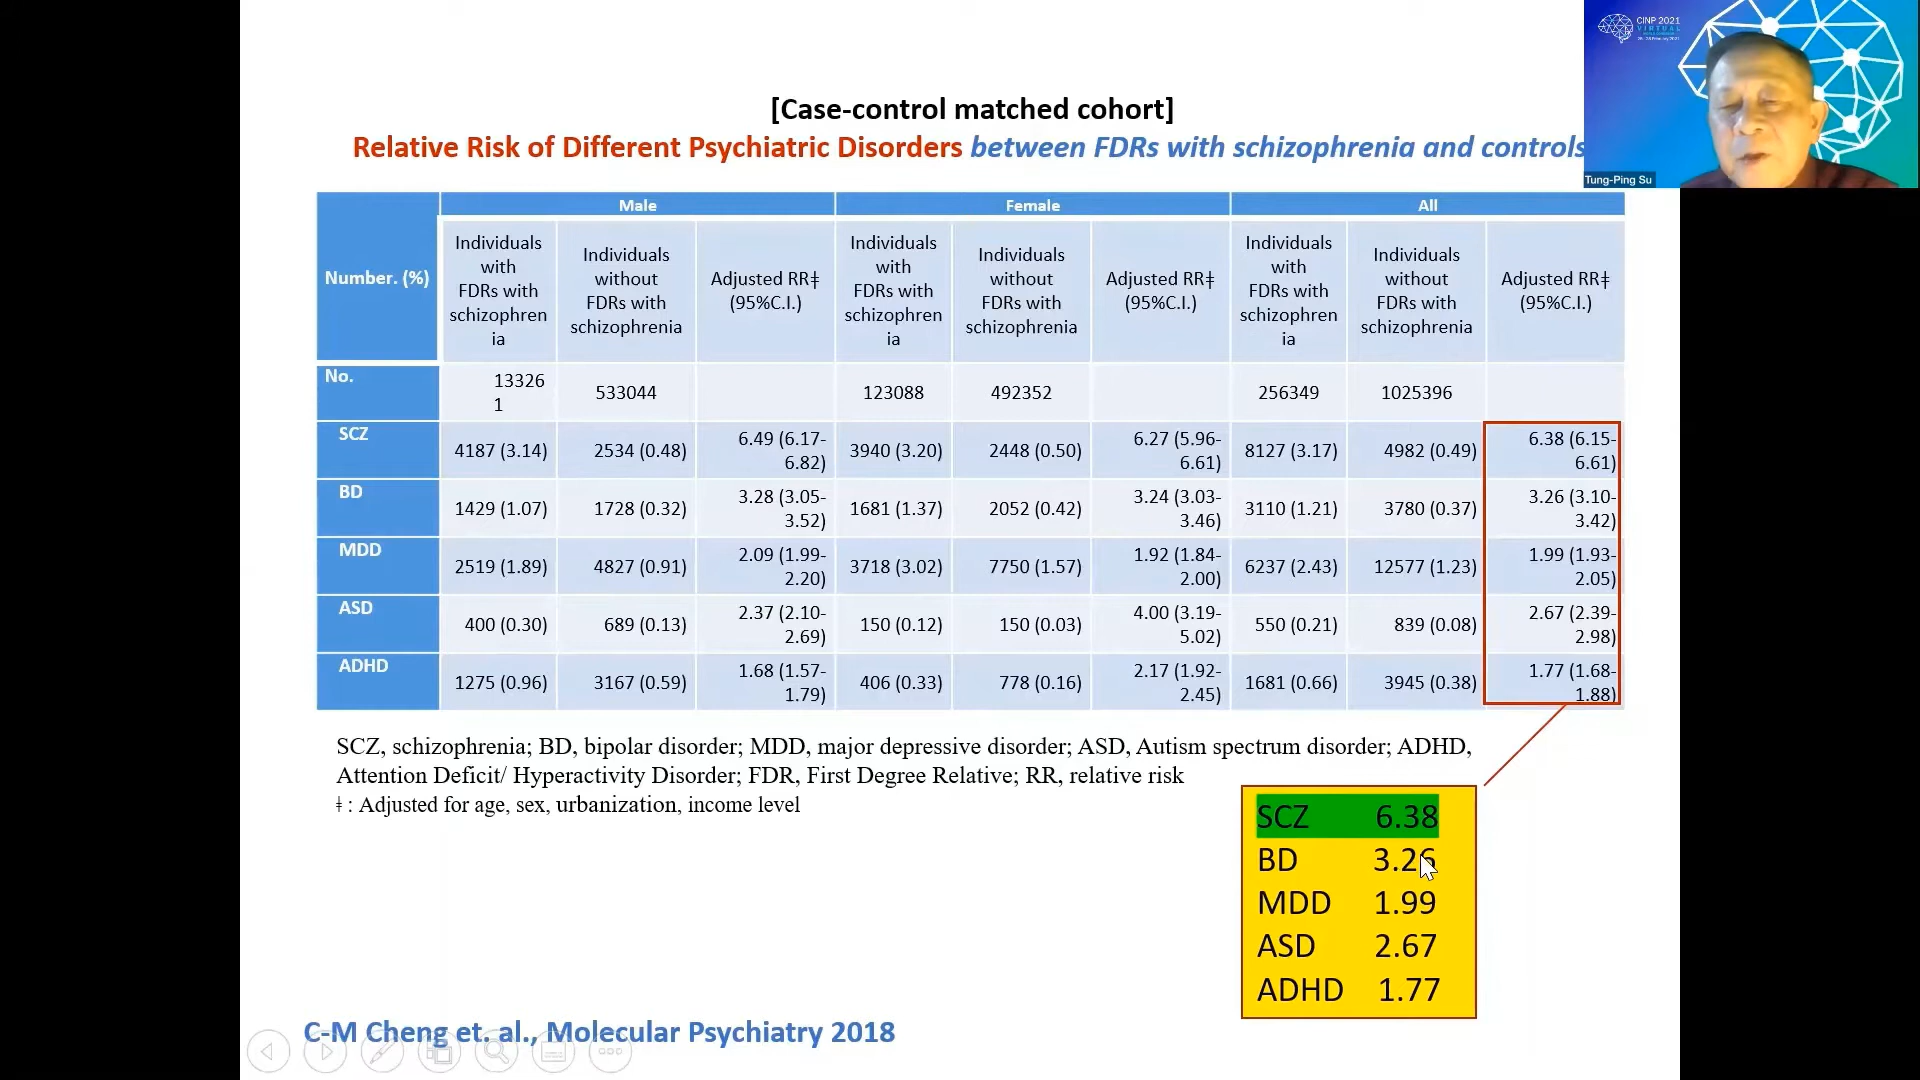 CINP 2021
VIRTUAL
[Case-control matched cohort]
Relative Risk of Different Psychiatric Disorders between FDRs with schizophrenia and controls
Tung-Ping Su
Number. (%)
Male
Female
All
Individuals
with
FDRs with
schizophren
ia
Individuals
without
FDRs with
schizophrenia
Adjusted RRǂ
(95%C.I.)
Individuals
with
FDRs with
schizophren
ia
Individuals
without
FDRs with
schizophrenia
Adjusted RRǂ
(95%C.I.)
Individuals
with
FDRs with
schizophren
ia
Individuals
without
FDRs with
schizophrenia
Adjusted RRǂ
(95%C.I.)
No.
13326
1
533044
123088
492352
256349
1025396
SCZ
4187 (3.14)
2534 (0.48)
6.49 (6.17-
6.82)
3940 (3.20)
2448 (0.50)
6.27 (5.96-
6.61)
8127 (3.17)
4982 (0.49)
6.38 (6.15-
6.61)
BD
1429 (1.07)
1728 (0.32)
3.28 (3.05-
3.52)
1681 (1.37)
2052 (0.42)
3.24 (3.03-
3.46)
3110 (1.21)
3780 (0.37)
3.26 (3.10-
3.42)
MDD
2519 (1.89)
4827 (0.91)
2.09 (1.99-
2.20)
3718 (3.02)
7750 (1.57)
1.92 (1.84-
2.00)
6237 (2.43)
12577 (1.23)
1.99 (1.93-
2.05)
ASD
400 (0.30)
689 (0.13)
2.37 (2.10-
2.69)
150 (0.12)
150 (0.03)
4.00 (3.19-
5.02)
550 (0.21)
839 (0.08)
2.67 (2.39-
2.98)
ADHD
1275 (0.96)
3167 (0.59)
1.68 (1.57-
1.79)
406 (0.33)
778 (0.16)
2.17 (1.92-
2.45)
1681 (0.66)
3945 (0.38)
1.77 (1.68-
1.88)
SCZ, schizophrenia; BD, bipolar disorder; MDD, major depressive disorder; ASD, Autism spectrum disorder; ADHD,
Attention Deficit/ Hyperactivity Disorder; FDR, First Degree Relative; RR, relative risk
ǂ : Adjusted for age, sex, urbanization, income level
SCZ 6.38
BD 3.26
MDD 1.99
ASD 2.67
ADHD 1.77
C-M Cheng et. al., Molecular Psychiatry 2018